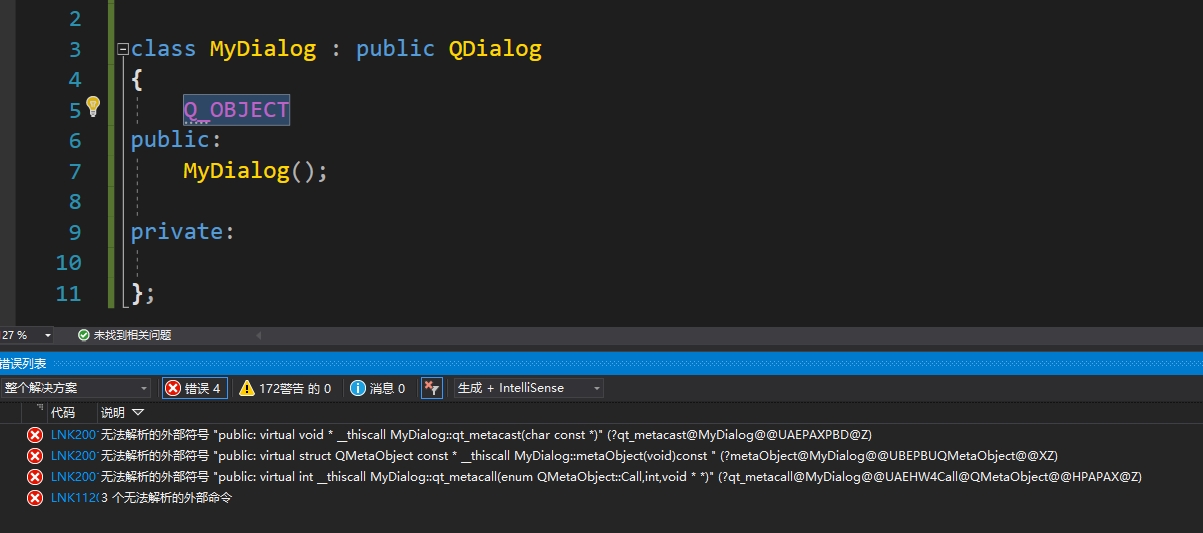 2
3 class MyDialog : public QDialog
4 {
5 Q_OBJECT
6 public:
7 MyDialog();
8
9 private:
10
11 };
27 % 未找到相关问题
错误列表
整个解决方案 错误 4 172警告 的 0 消息 0 生成 + IntelliSense
代码 说明
LNK200 无法解析的外部符号 "public: virtual void * __thiscall MyDialog::qt_metacast(char const *)" (?qt_metacast@MyDialog@@UAEPAXPBD@Z)
LNK200 无法解析的外部符号 "public: virtual struct QMetaObject const * __thiscall MyDialog::metaObject(void)const " (?metaObject@MyDialog@@UBEPBUQMetaObject@@XZ)
LNK200 无法解析的外部符号 "public: virtual int __thiscall MyDialog::qt_metacall(enum QMetaObject::Call,int,void * *)" (?qt_metacall@MyDialog@@UAEHW4Call@QMetaObject@@HPAPAX@Z)
LNK112 3 个无法解析的外部命令